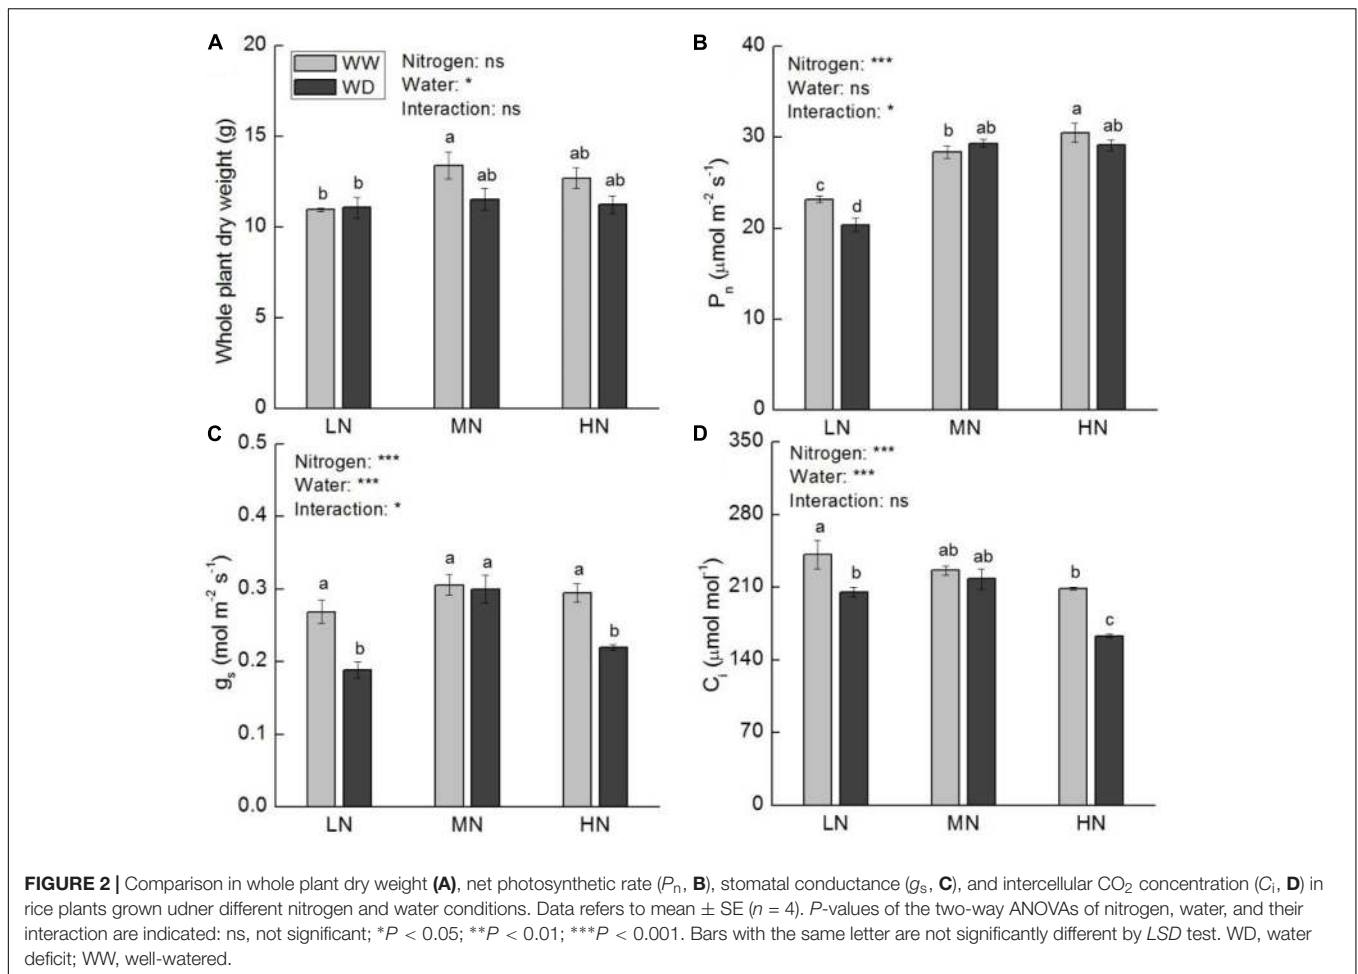 A
20
15
10
5
0
Whole plant dry weight (g)
WW
WD
Nitrogen: ns
Water: *
Interaction: ns
b
b
a
ab
ab
ab
LN
MN
HN
B
40
30
20
10
0
Pn (μmol m-2 s-1)
Nitrogen: ***
Water: ns
Interaction: *
c
d
b
ab
a
ab
LN
MN
HN
C
0.5
0.4
0.3
0.2
0.1
0.0
gs (mol m-2 s-1)
Nitrogen: ***
Water: ***
Interaction: *
a
b
a
a
a
b
LN
MN
HN
D
350
280
210
140
70
0
Ci (μmol mol-1)
Nitrogen: ***
Water: ***
Interaction: ns
a
b
ab
ab
b
c
LN
MN
HN
FIGURE 2 | Comparison in whole plant dry weight (A), net photosynthetic rate (Pn, B), stomatal conductance (gs, C), and intercellular CO2 concentration (Ci, D) in
rice plants grown udner different nitrogen and water conditions. Data refers to mean ± SE (n = 4). P-values of the two-way ANOVAs of nitrogen, water, and their
interaction are indicated: ns, not significant; *P < 0.05; **P < 0.01; ***P < 0.001. Bars with the same letter are not significantly different by LSD test. WD, water
deficit; WW, well-watered.